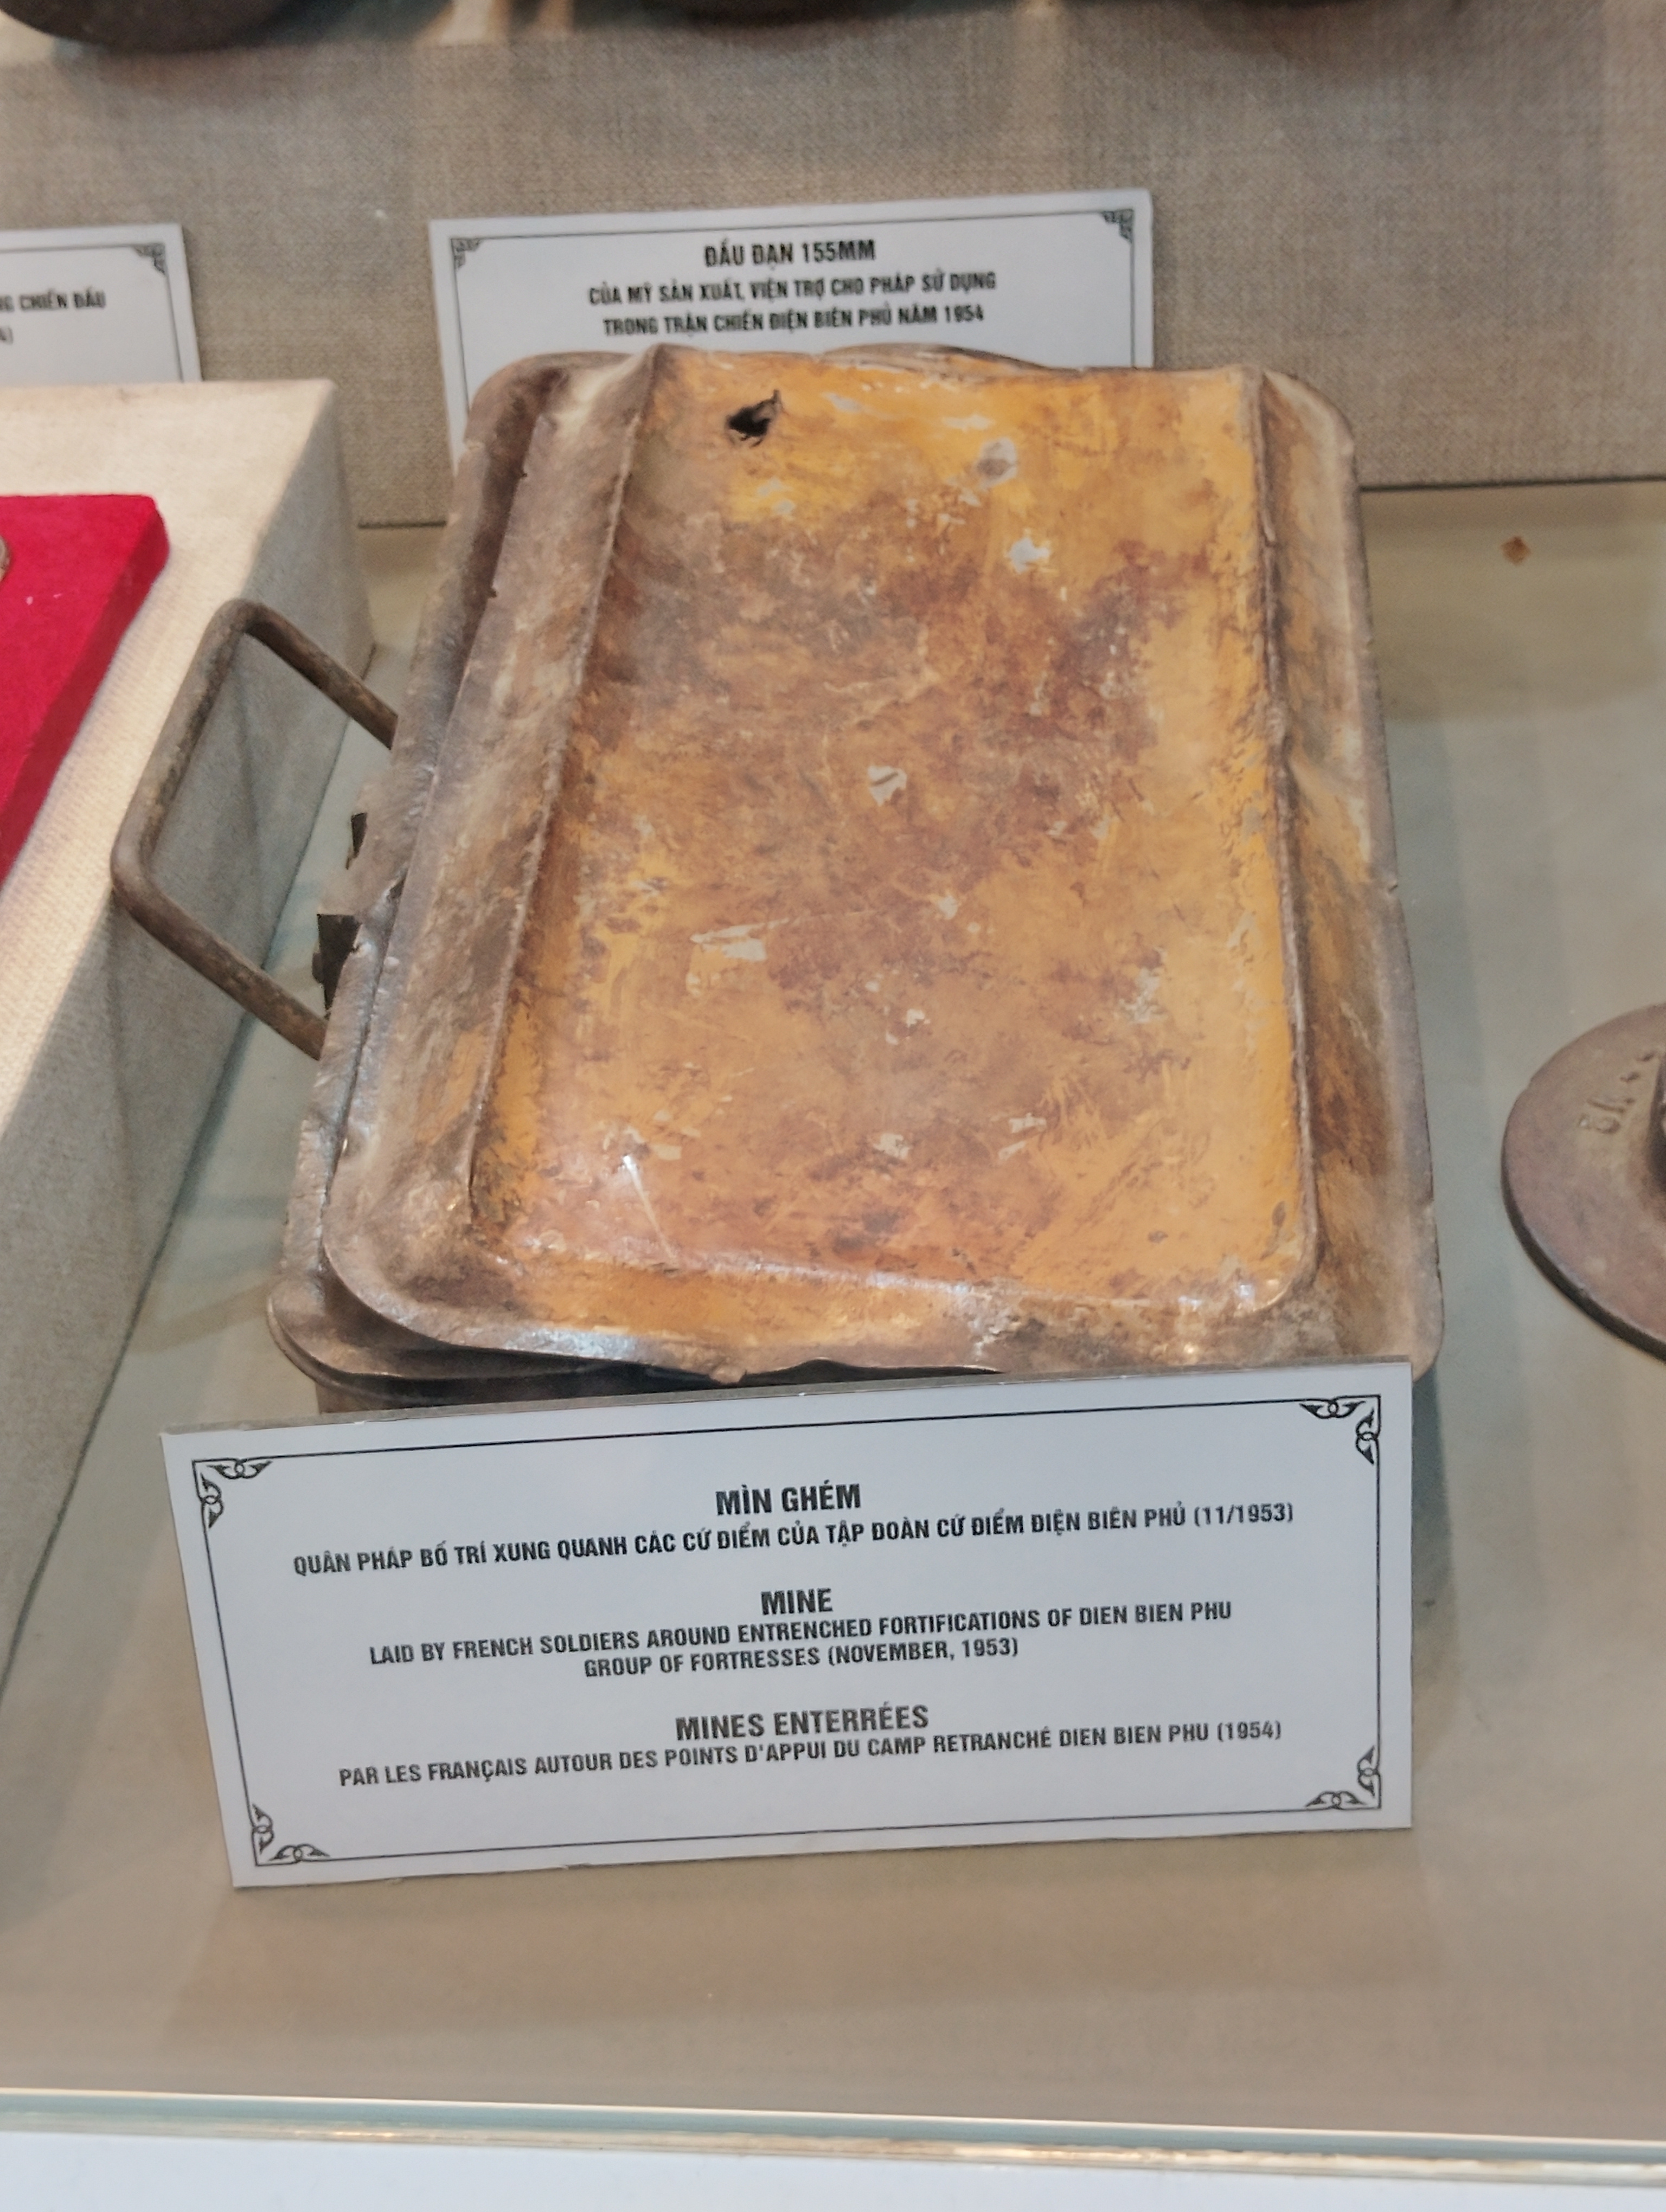 ĐẦU ĐẠN 155MM
CỦA MỸ SẢN XUẤT, VIỆN TRỢ CHO PHÁP SỬ DỤNG
TRONG TRẬN CHIẾN ĐIỆN BIÊN PHỦ NĂM 1954
CHIẾN ĐẤU
MÌN GHÉM
QUÂN PHÁP BỐ TRÍ XUNG QUANH CÁC CỨ ĐIỂM CỦA TẬP ĐOÀN CỨ ĐIỂM ĐIỆN BIÊN PHỦ (11/1953)
MINE
LAID BY FRENCH SOLDIERS AROUND ENTRENCHED FORTIFICATIONS OF DIEN BIEN PHU
GROUP OF FORTRESSES (NOVEMBER, 1953)
MINES ENTERRÉES
PAR LES FRANÇAIS AUTOUR DES POINTS D'APPUI DU CAMP RETRANCHÉ DIEN BIEN PHU (1954)